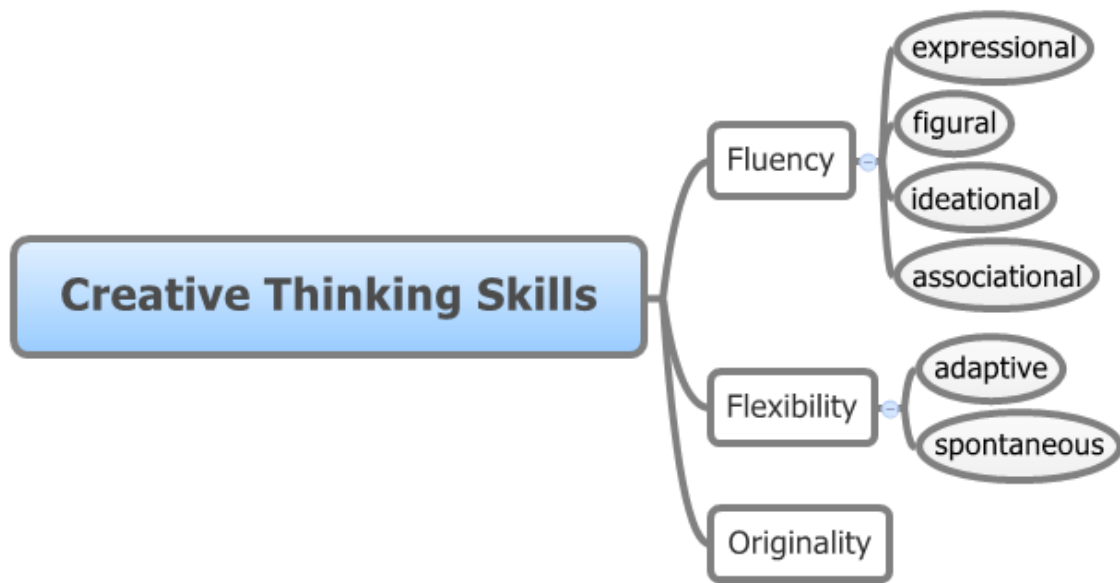 Creative Thinking Skills
Fluency
expressional
figural
ideational
associational
Flexibility
adaptive
spontaneous
Originality